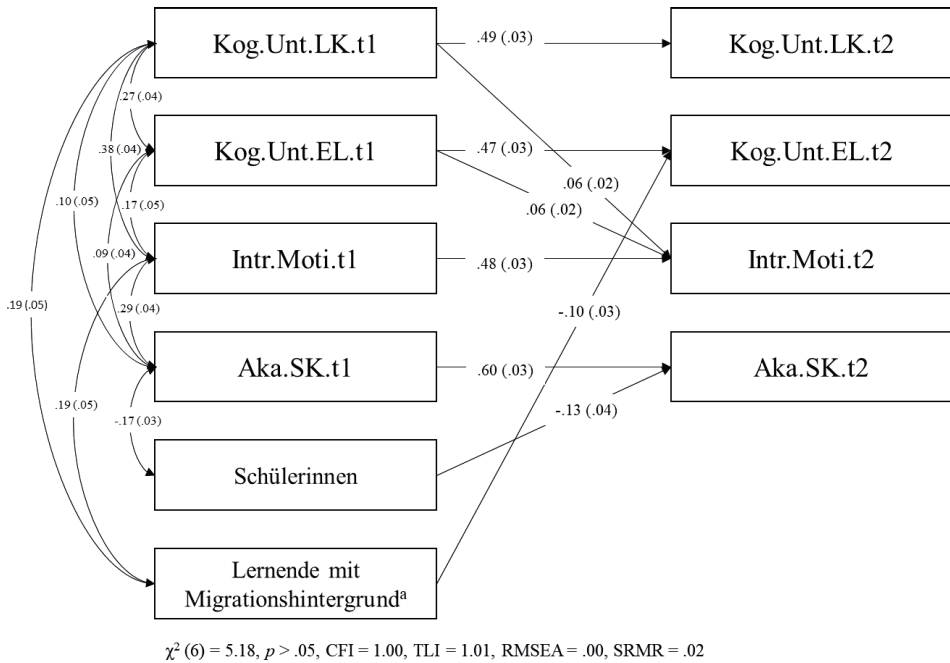 Kog.Unt.LK.t1
.49 (.03)
Kog.Unt.LK.t2
.27 (.04)
Kog.Unt.EL.t1
.47 (.03)
Kog.Unt.EL.t2
.38 (.04)
.06 (.02)
.10 (.05)
.17 (.05)
.06 (.02)
.09 (.04)
Intr.Moti.t1
.48 (.03)
Intr.Moti.t2
.19 (.05)
.29 (.04)
-.10 (.03)
Aka.SK.t1
.60 (.03)
Aka.SK.t2
.19 (.05)
-.17 (.03)
-.13 (.04)
Schülerinnen
Lernende mit
Migrationshintergrundᵃ
χ² (6) = 5.18, p > .05, CFI = 1.00, TLI = 1.01, RMSEA = .00, SRMR = .02